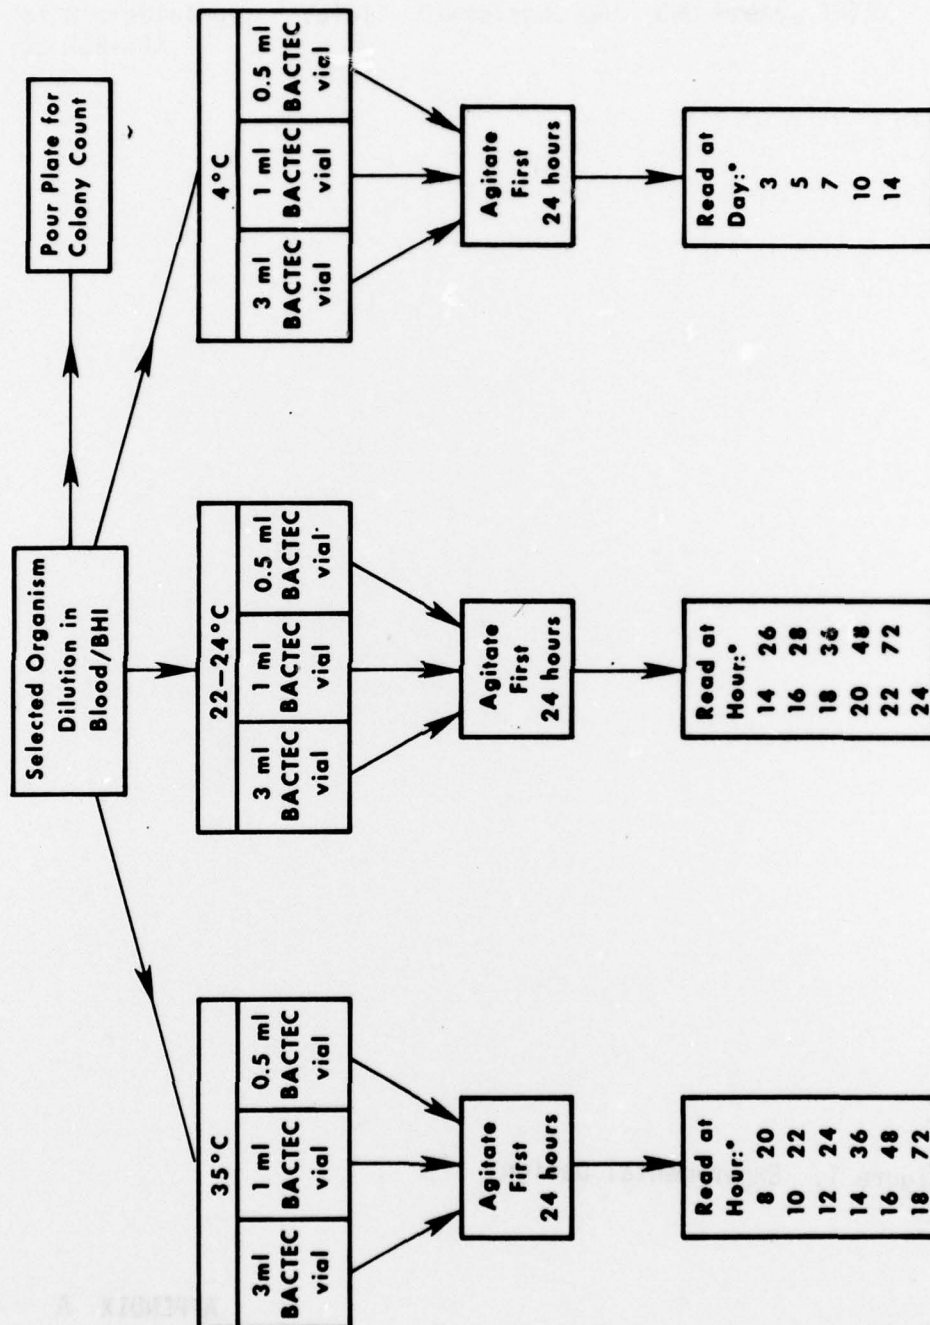 Selected Organism
Dilution in
Blood/BHI
Pour Plate for
Colony Count
35°C
3ml
BACTEC
vial
1 ml
BACTEC
vial
0.5 ml
BACTEC
vial
22–24°C
3 ml
BACTEC
vial
1 ml
BACTEC
vial
0.5 ml
BACTEC
vial
4°C
3 ml
BACTEC
vial
1 ml
BACTEC
vial
0.5 ml
BACTEC
vial
Agitate
First
24 hours
Agitate
First
24 hours
Agitate
First
24 hours
Read at
Hour:*
8 20
10 22
12 24
14 36
16 48
18 72
Read at
Hour:*
14 26
16 28
18 36
20 48
22 72
24
Read at
Day:*
3
5
7
10
14
APPENDIX A